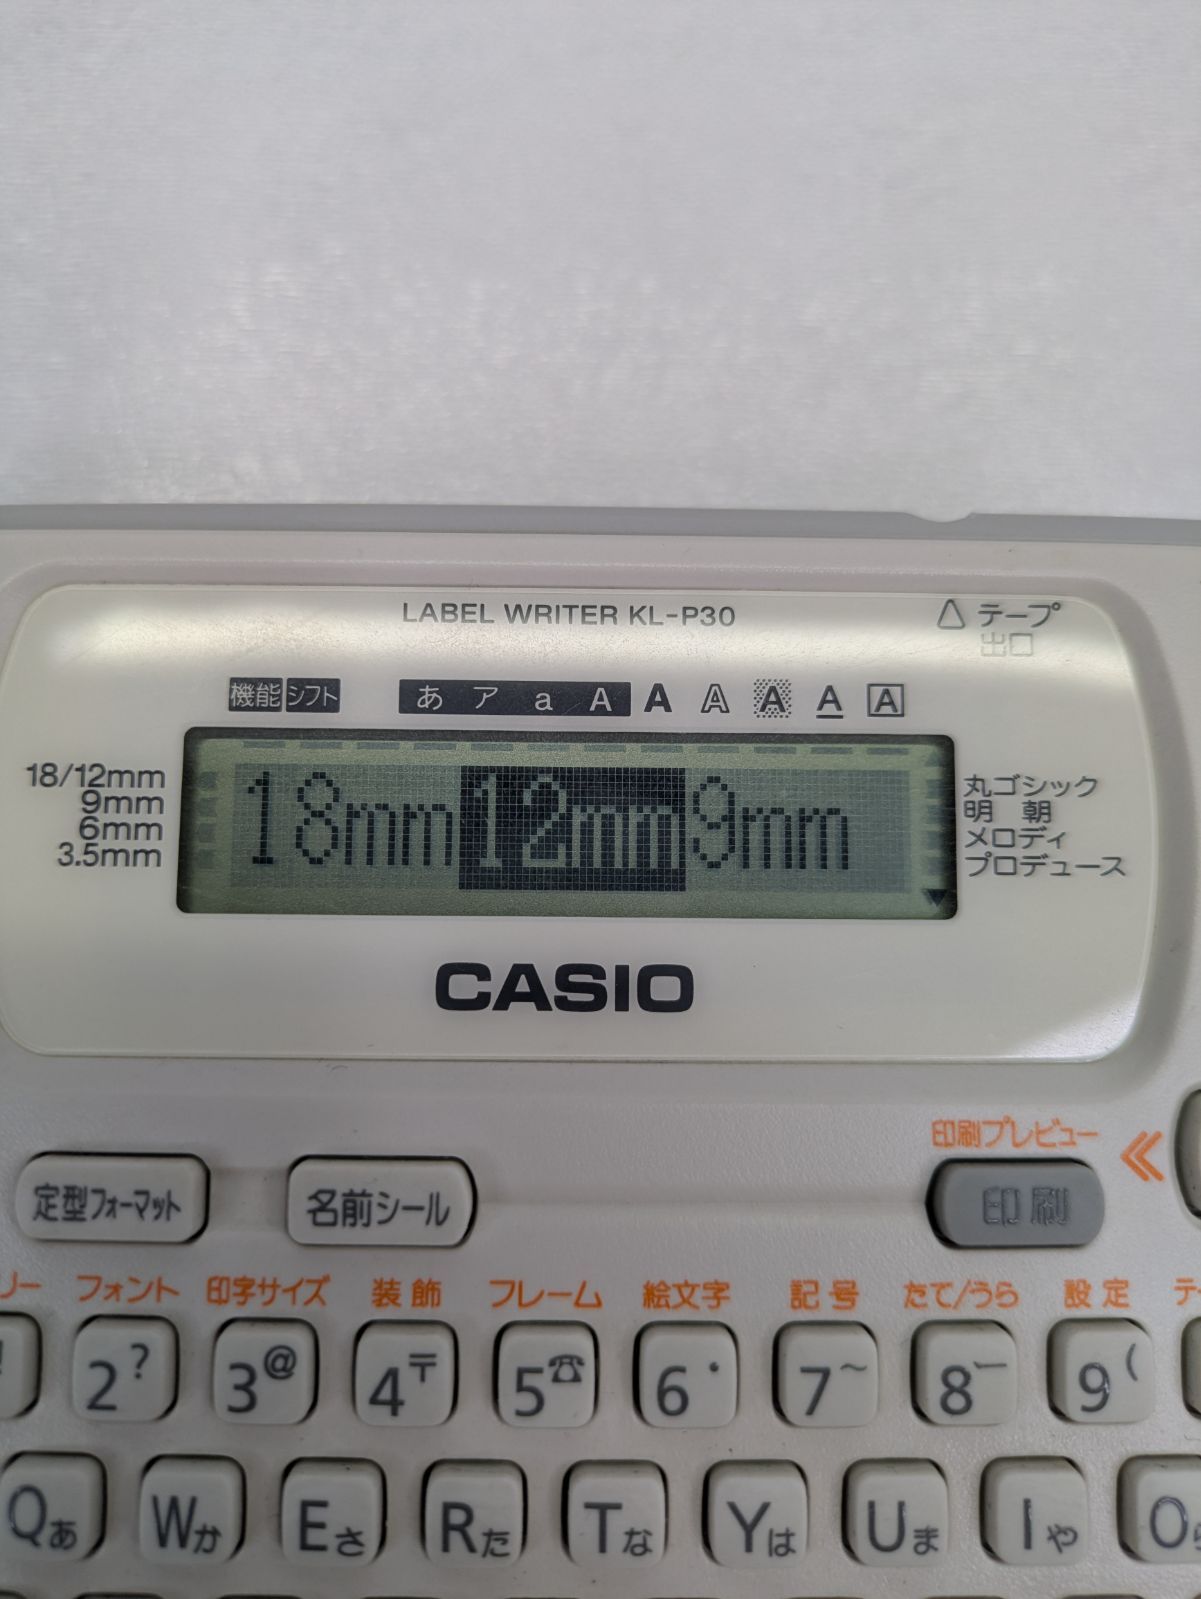 LABEL WRITER KL-P30
△ テープ
出口
機能 シフト あ ア a A A A A A A
18/12mm
9mm
6mm
3.5mm
18mm 12mm 9mm
丸ゴシック
明 朝
メロディ
プロデュース
CASIO
印刷プレビュー
定型フォーマット 名前シール 印刷
フォント 印字サイズ 装飾 フレーム 絵文字 記号 たて/うら 設定
! 2? 3@ 4〒 5☎ 6・ 7~ 8ー 9(
Qあ Wか Eさ Rた Tな Yは Uま Iや Oら